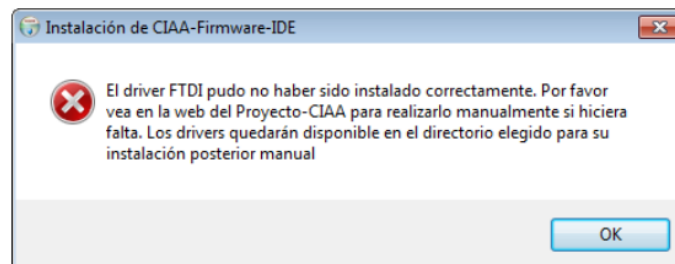 Instalación de CIAA-Firmware-IDE
El driver FTDI pudo no haber sido instalado correctamente. Por favor
vea en la web del Proyecto-CIAA para realizarlo manualmente si hiciera
falta. Los drivers quedarán disponible en el directorio elegido para su
instalación posterior manual
OK